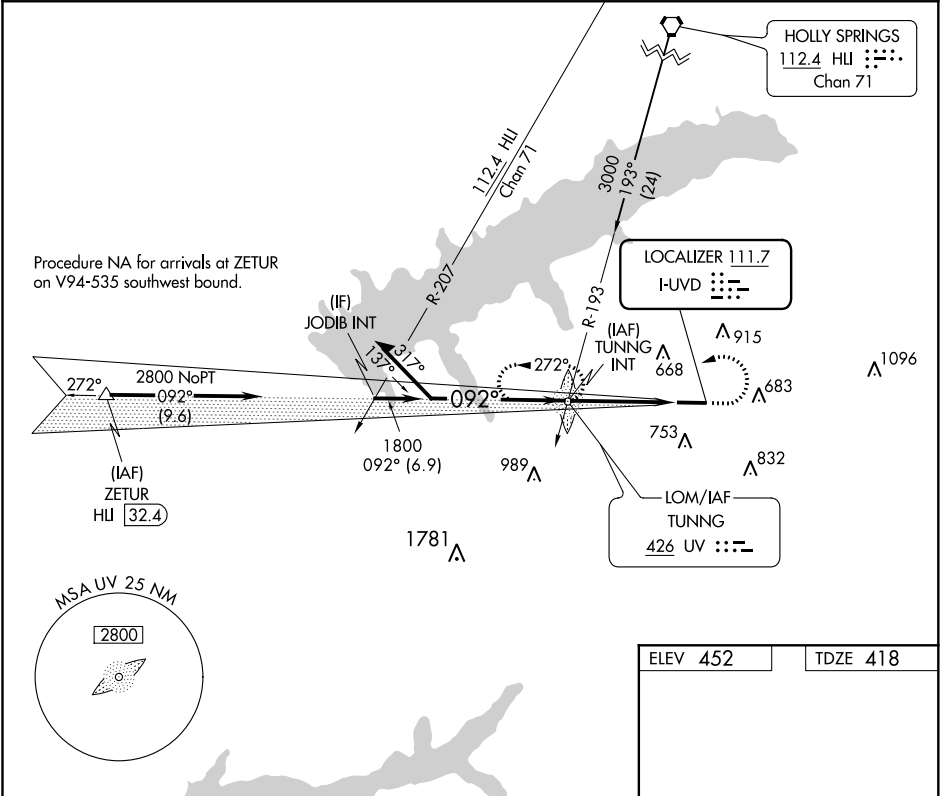 HOLLY SPRINGS
112.4 HLI
Chan 71
112.4 HLI
Chan 71
3000
193°
(24)
R-207
R-193
LOCALIZER 111.7
I-UVD
Procedure NA for arrivals at ZETUR
on V94-535 southwest bound.
(IF)
JODIB INT
(IAF)
TUNNG
INT
915
668
1096
683
753
832
989
1781
272°
2800 NoPT
092°
(9.6)
137°
317°
092°
272°
1800
092° (6.9)
(IAF)
ZETUR
HLI 32.4
LOM/IAF
TUNNG
426 UV
MSA UV 25 NM
2800
ELEV 452
TDZE 418